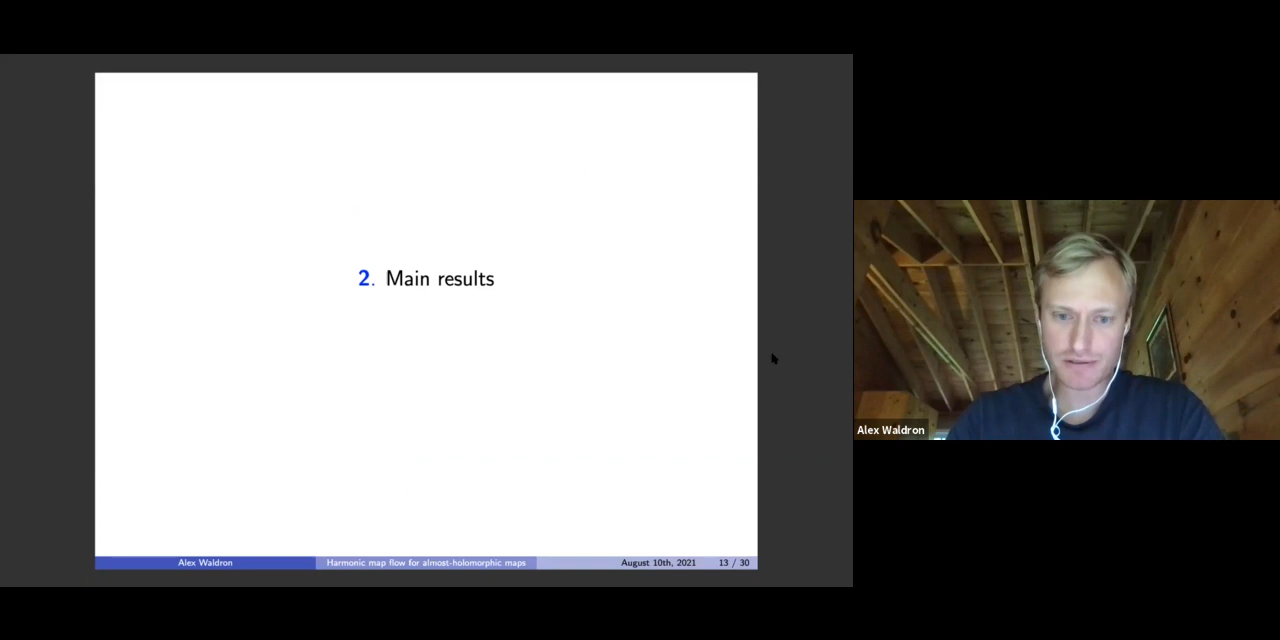 2. Main results
Alex Waldron
Harmonic map flow for almost-holomorphic maps
August 10th, 2021
13 / 30
Alex Waldron